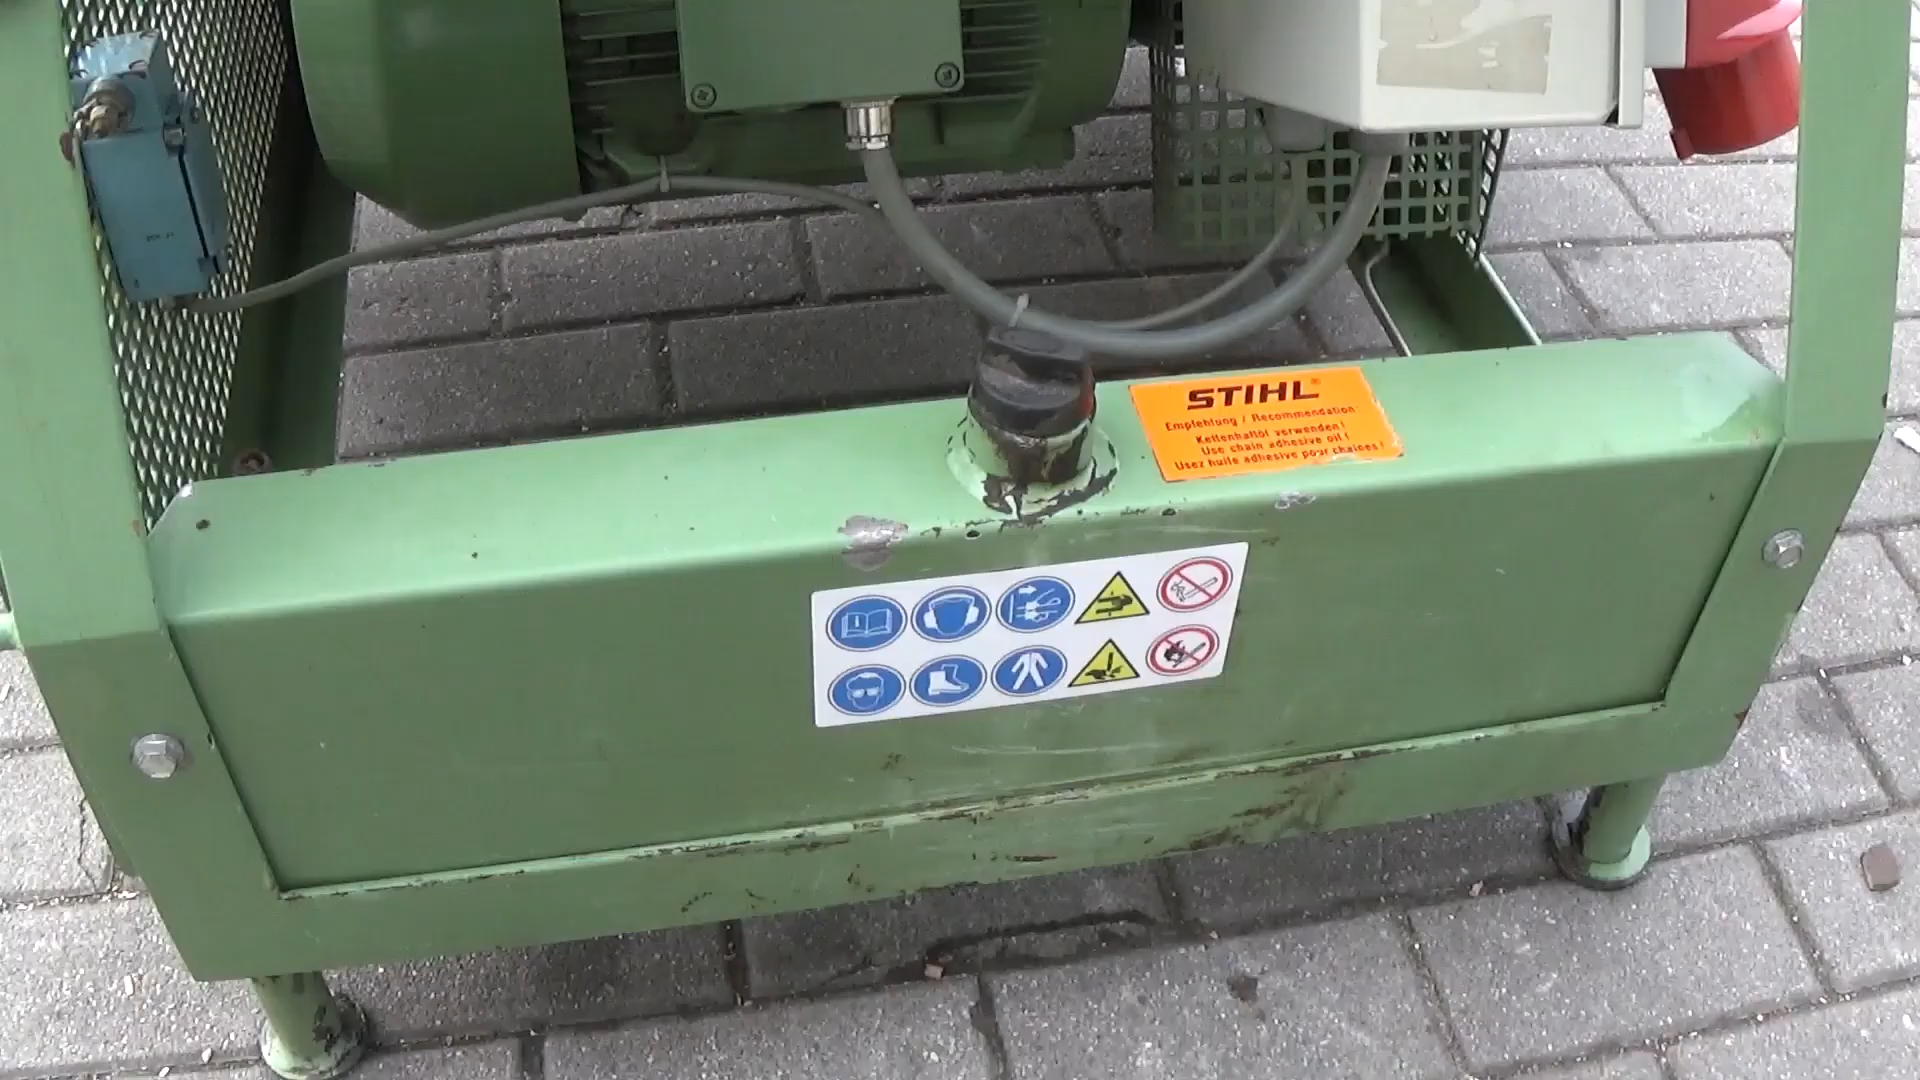 STIHL®
Empfehlung / Recommendation
Kettenhaftöl verwenden!
Use chain adhesive oil!
Usez huile adhesive pour chaines!